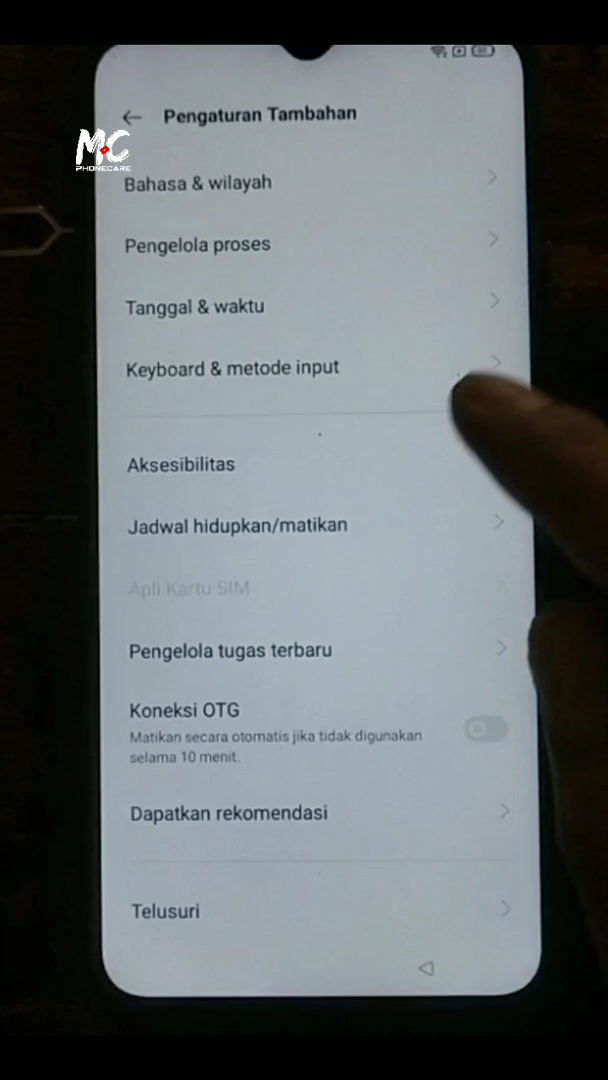 Pengaturan Tambahan
MC
PHONECARE
Bahasa & wilayah
Pengelola proses
Tanggal & waktu
Keyboard & metode input
Aksesibilitas
Jadwal hidupkan/matikan
Apli Kartu SIM
Pengelola tugas terbaru
Koneksi OTG
Matikan secara otomatis jika tidak digunakan
selama 10 menit.
Dapatkan rekomendasi
Telusuri